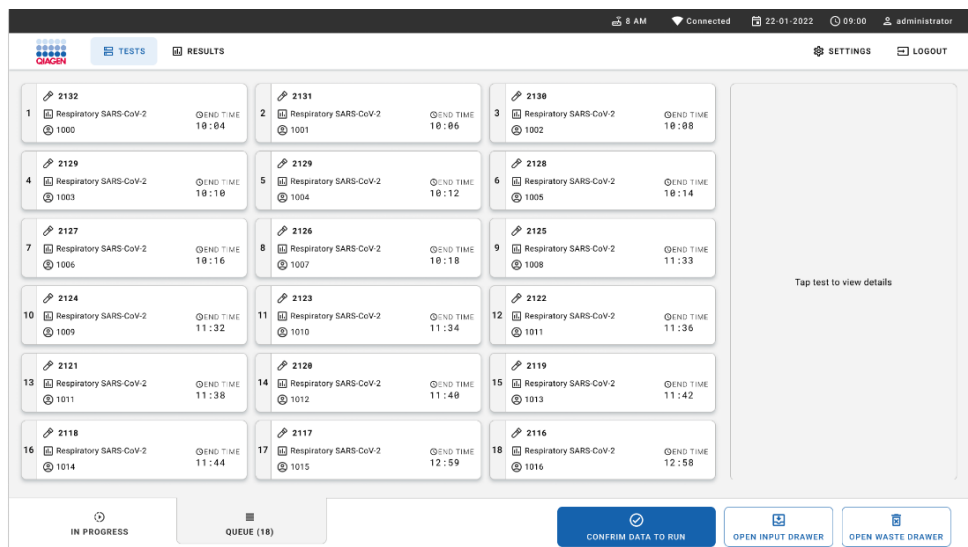 8 AM Connected 22-01-2022 09:00 administrator
QIAGEN TESTS RESULTS SETTINGS LOGOUT
1 2132 Respiratory SARS-CoV-2 1000 END TIME 10:04
2 2131 Respiratory SARS-CoV-2 1001 END TIME 10:06
3 2130 Respiratory SARS-CoV-2 1002 END TIME 10:08
4 2129 Respiratory SARS-CoV-2 1003 END TIME 10:10
5 2129 Respiratory SARS-CoV-2 1004 END TIME 10:12
6 2128 Respiratory SARS-CoV-2 1005 END TIME 10:14
7 2127 Respiratory SARS-CoV-2 1006 END TIME 10:16
8 2126 Respiratory SARS-CoV-2 1007 END TIME 10:18
9 2125 Respiratory SARS-CoV-2 1008 END TIME 11:33
10 2124 Respiratory SARS-CoV-2 1009 END TIME 11:32
11 2123 Respiratory SARS-CoV-2 1010 END TIME 11:34
12 2122 Respiratory SARS-CoV-2 1011 END TIME 11:36
13 2121 Respiratory SARS-CoV-2 1011 END TIME 11:38
14 2120 Respiratory SARS-CoV-2 1012 END TIME 11:40
15 2119 Respiratory SARS-CoV-2 1013 END TIME 11:42
16 2118 Respiratory SARS-CoV-2 1014 END TIME 11:44
17 2117 Respiratory SARS-CoV-2 1015 END TIME 12:59
18 2116 Respiratory SARS-CoV-2 1016 END TIME 12:58
Tap test to view details
IN PROGRESS QUEUE (18) CONFRIM DATA TO RUN OPEN INPUT DRAWER OPEN WASTE DRAWER